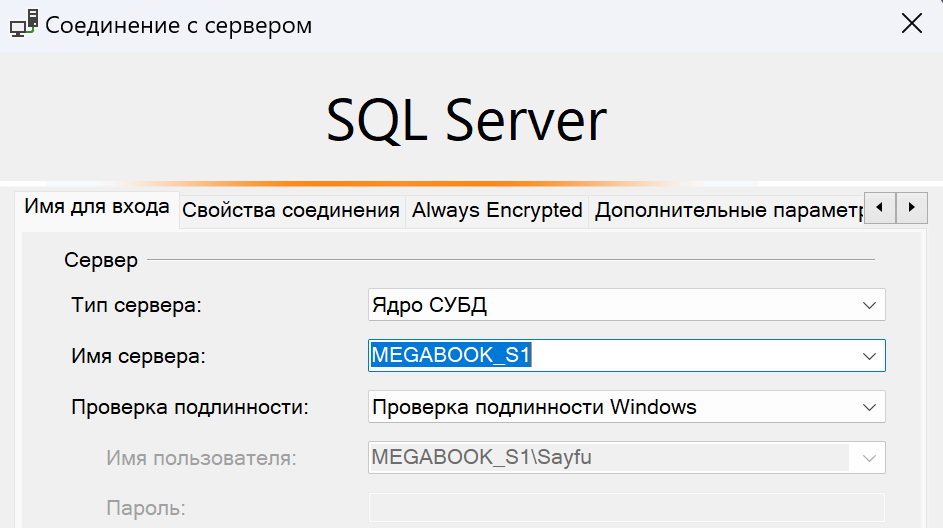 Соединение с сервером
SQL Server
Имя для входа Свойства соединения Always Encrypted Дополнительные парамет
Сервер
Тип сервера: Ядро СУБД
Имя сервера: MEGABOOK_S1
Проверка подлинности: Проверка подлинности Windows
Имя пользователя: MEGABOOK_S1\Sayfu
Пароль: